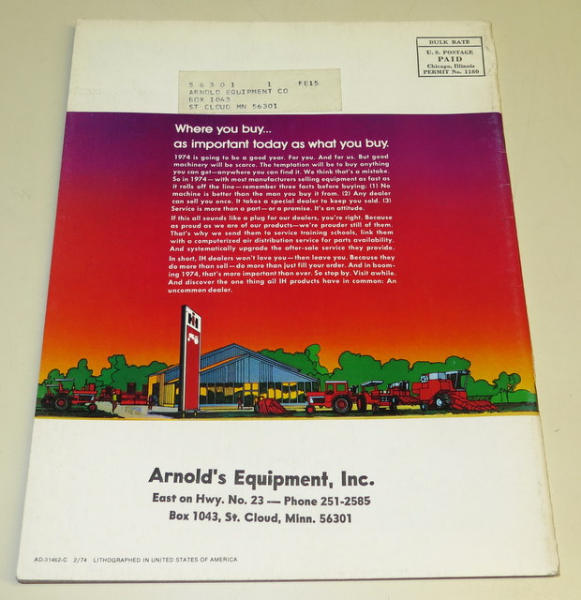 BULK RATE
U. S. POSTAGE
PAID
Chicago, Illinois
PERMIT No. 1180
56301 1 FE15
ARNOLD EQUIPMENT CO
BOX 1043
ST CLOUD MN 56301
Where you buy...
as important today as what you buy.
1974 is going to be a good year. For you. And for us. But good
machinery will be scarce. The temptation will be to buy anything
you can get—anywhere you can find it. We think that's a mistake.
So in 1974—with most manufacturers selling equipment as fast as
it rolls off the line—remember three facts before buying: (1) No
machine is better than the man you buy it from. (2) Any dealer
can sell you once. It takes a special dealer to keep you sold. (3)
Service is more than a part—or a promise. It's an attitude.
If this all sounds like a plug for our dealers, you're right. Because
as proud as we are of our products—we're prouder still of them.
That's why we send them to service training schools, link them
with a computerized air distribution service for parts availability.
And systematically upgrade the after-sale service they provide.
In short, IH dealers won't love you—then leave you. Because they
do more than sell—do more than just fill your order. And in boom-
ing 1974, that's more important than ever. So stop by. Visit awhile.
And discover the one thing all IH products have in common: An
uncommon dealer.
Arnold's Equipment, Inc.
East on Hwy. No. 23 — Phone 251-2585
Box 1043, St. Cloud, Minn. 56301
AD-31462-C 2/74 LITHOGRAPHED IN UNITED STATES OF AMERICA